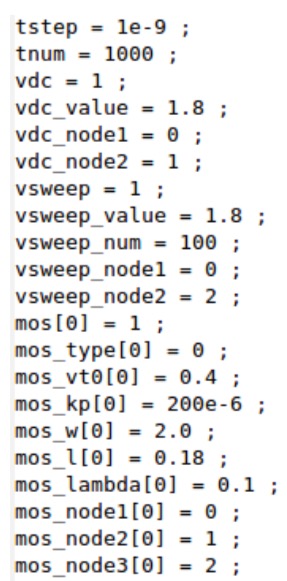 tstep = 1e-9 ;
tnum = 1000 ;
vdc = 1 ;
vdc_value = 1.8 ;
vdc_node1 = 0 ;
vdc_node2 = 1 ;
vsweep = 1 ;
vsweep_value = 1.8 ;
vsweep_num = 100 ;
vsweep_node1 = 0 ;
vsweep_node2 = 2 ;
mos[0] = 1 ;
mos_type[0] = 0 ;
mos_vt0[0] = 0.4 ;
mos_kp[0] = 200e-6 ;
mos_w[0] = 2.0 ;
mos_l[0] = 0.18 ;
mos_lambda[0] = 0.1 ;
mos_node1[0] = 0 ;
mos_node2[0] = 1 ;
mos_node3[0] = 2 ;